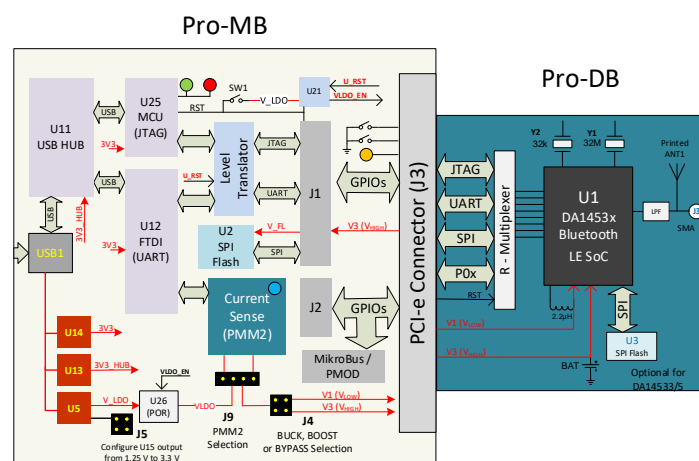 Pro-MB
Pro-DB
U11
USB HUB
USB
U25
MCU
(JTAG)
3V3
RST
SW1
V_LDO
U21
U_RST
VLDO_EN
USB
U12
FTDI
(UART)
3V3
3V3_HUB
USB
USB1
U_RST
Level
Translator
JTAG
UART
J1
U2
SPI
Flash
V_FL
SPI
V3 (VHIGH)
GPIOs
PCI-e Connector (J3)
Current
Sense
(PMM2)
J2
GPIOs
MikroBus /
PMOD
U14
3V3
U13
3V3_HUB
U5
V_LDO
VLDO_EN
U26
(POR)
VLDO
J5
Configure U15 output
from 1.25 V to 3.3 V
J9
PMM2
Selection
J4
BUCK, BOOST
or BYPASS Selection
V1 (VLOW)
V3 (VHIGH)
JTAG
UART
SPI
P0x
RST
R - Multiplexer
Y2
32k
Y1
32M
U1
DA1453x
Bluetooth
LE SoC
Printed
ANT1
LPF
J3
SMA
2.2µH
SPI
U3
SPI Flash
V1 (VLOW)
V3 (VHIGH)
BAT
Optional for
DA14533/5